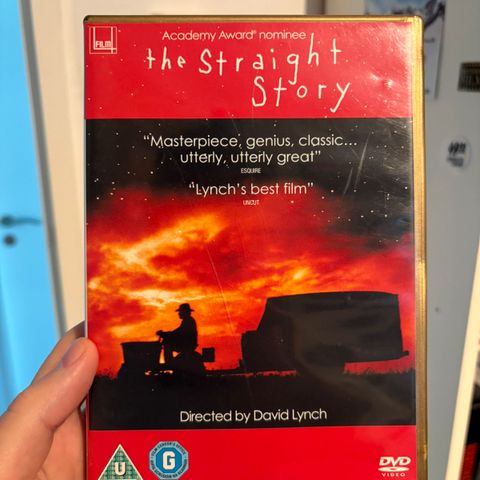 FILM
Academy Award® nominee
the Straight
Story
“Masterpiece, genius, classic...
utterly, utterly great”
ESQUIRE
“Lynch's best film”
UNCUT
Directed by David Lynch
U
G
DVD
VIDEO